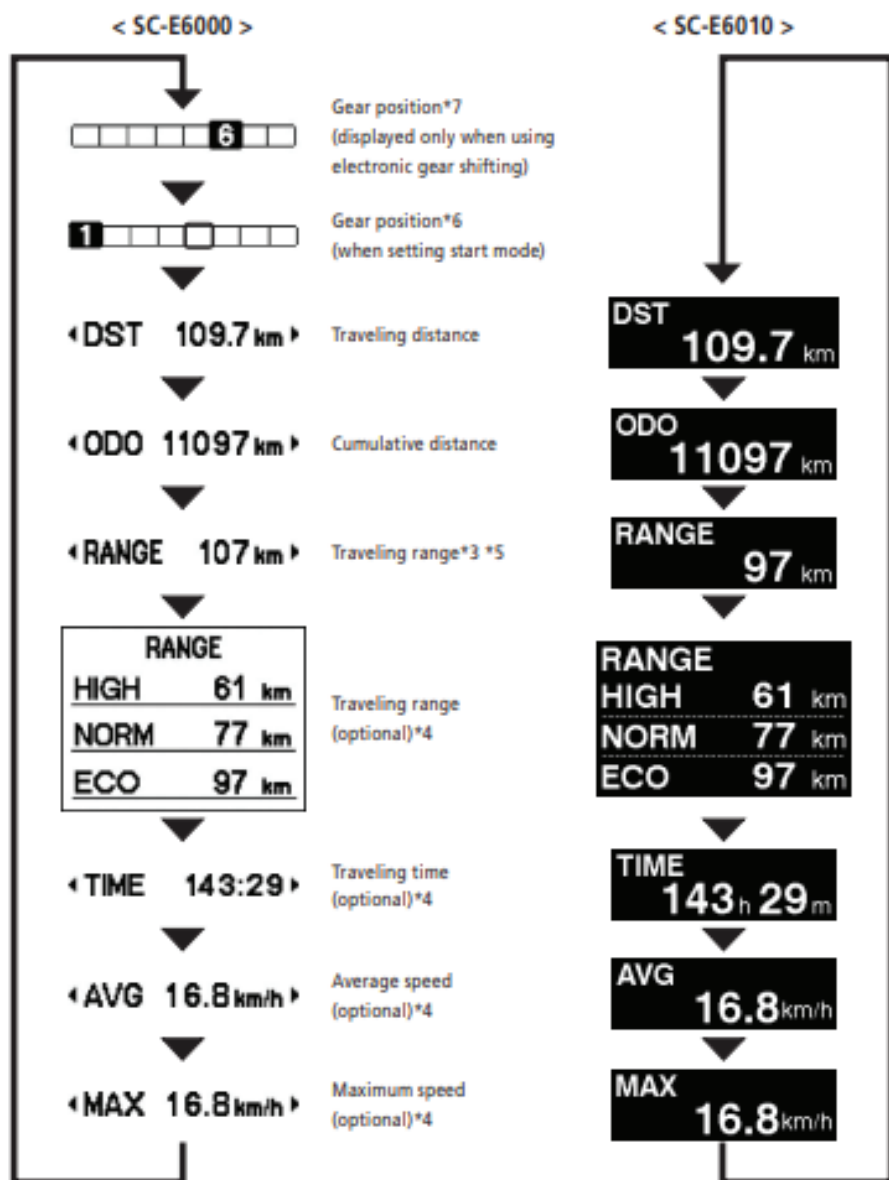 < SC-E6000 >
< SC-E6010 >
6
Gear position*7
(displayed only when using
electronic gear shifting)
1
Gear position*6
(when setting start mode)
DST 109.7 km
Traveling distance
DST
109.7 km
ODO 11097 km
Cumulative distance
ODO
11097 km
RANGE 107 km
Traveling range*3 *5
RANGE
97 km
RANGE
HIGH 61 km
NORM 77 km
ECO 97 km
Traveling range
(optional)*4
RANGE
HIGH 61 km
NORM 77 km
ECO 97 km
TIME 143:29
Traveling time
(optional)*4
TIME
143 h 29 m
AVG 16.8 km/h
Average speed
(optional)*4
AVG
16.8 km/h
MAX 16.8 km/h
Maximum speed
(optional)*4
MAX
16.8 km/h